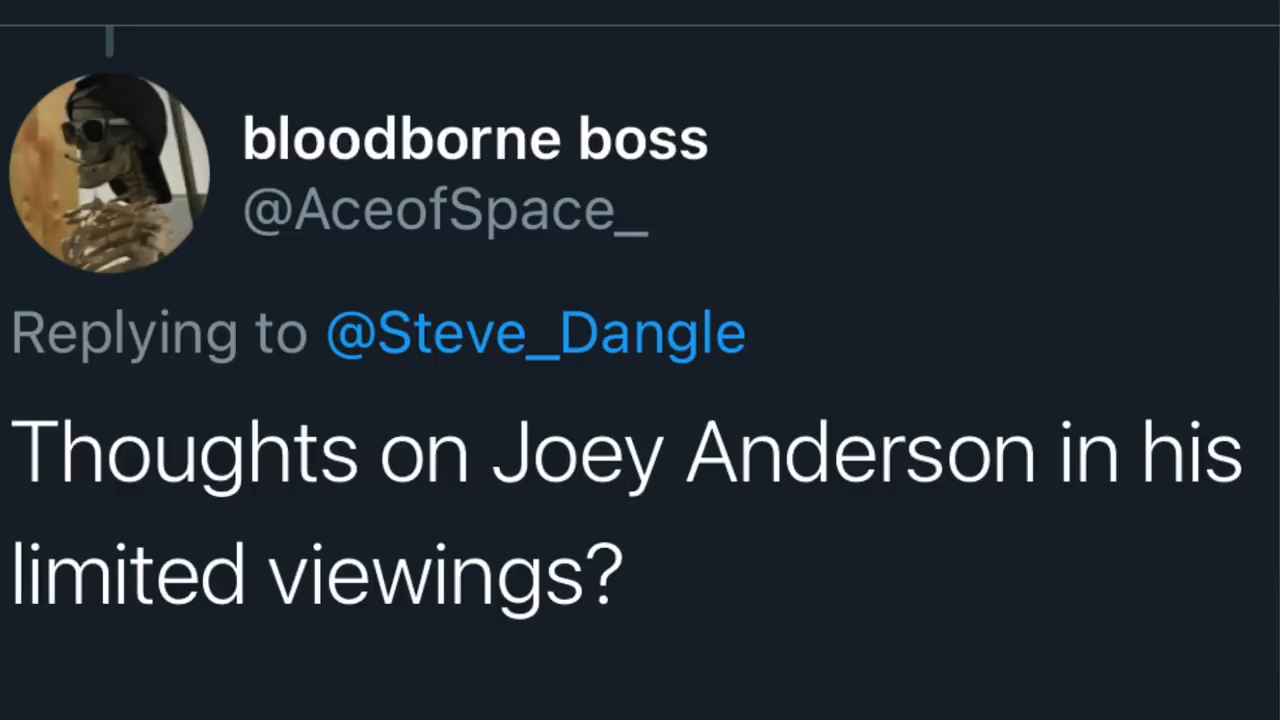 bloodborne boss
@AceofSpace_
Replying to @Steve_Dangle
Thoughts on Joey Anderson in his
limited viewings?